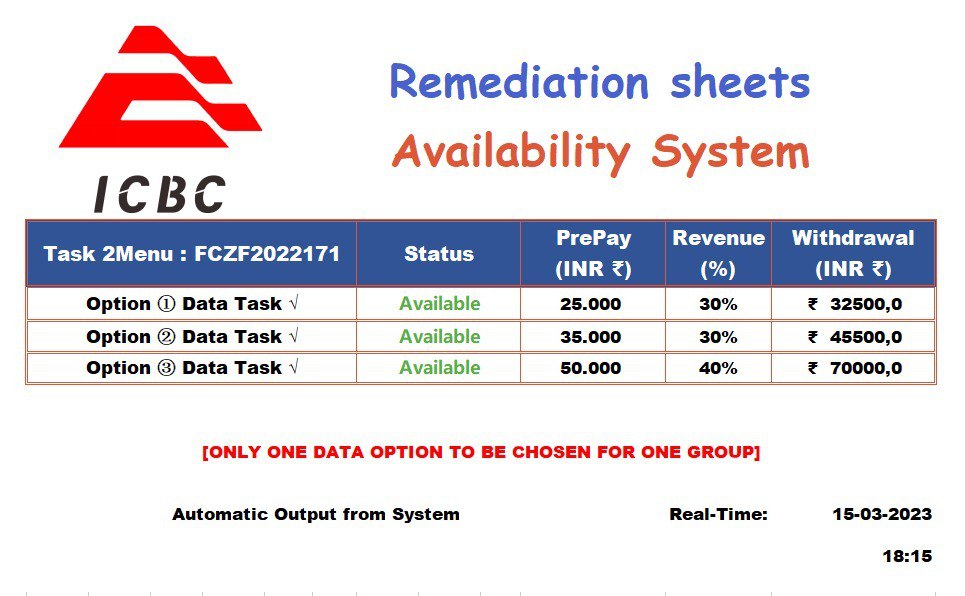 Remediation sheets
Availability System
ICBC
Task 2Menu : FCZF2022171 Status PrePay (INR ₹) Revenue (%) Withdrawal (INR ₹)
Option ① Data Task √ Available 25.000 30% ₹ 32500,0
Option ② Data Task √ Available 35.000 30% ₹ 45500,0
Option ③ Data Task √ Available 50.000 40% ₹ 70000,0
[ONLY ONE DATA OPTION TO BE CHOSEN FOR ONE GROUP]
Automatic Output from System Real-Time: 15-03-2023
18:15